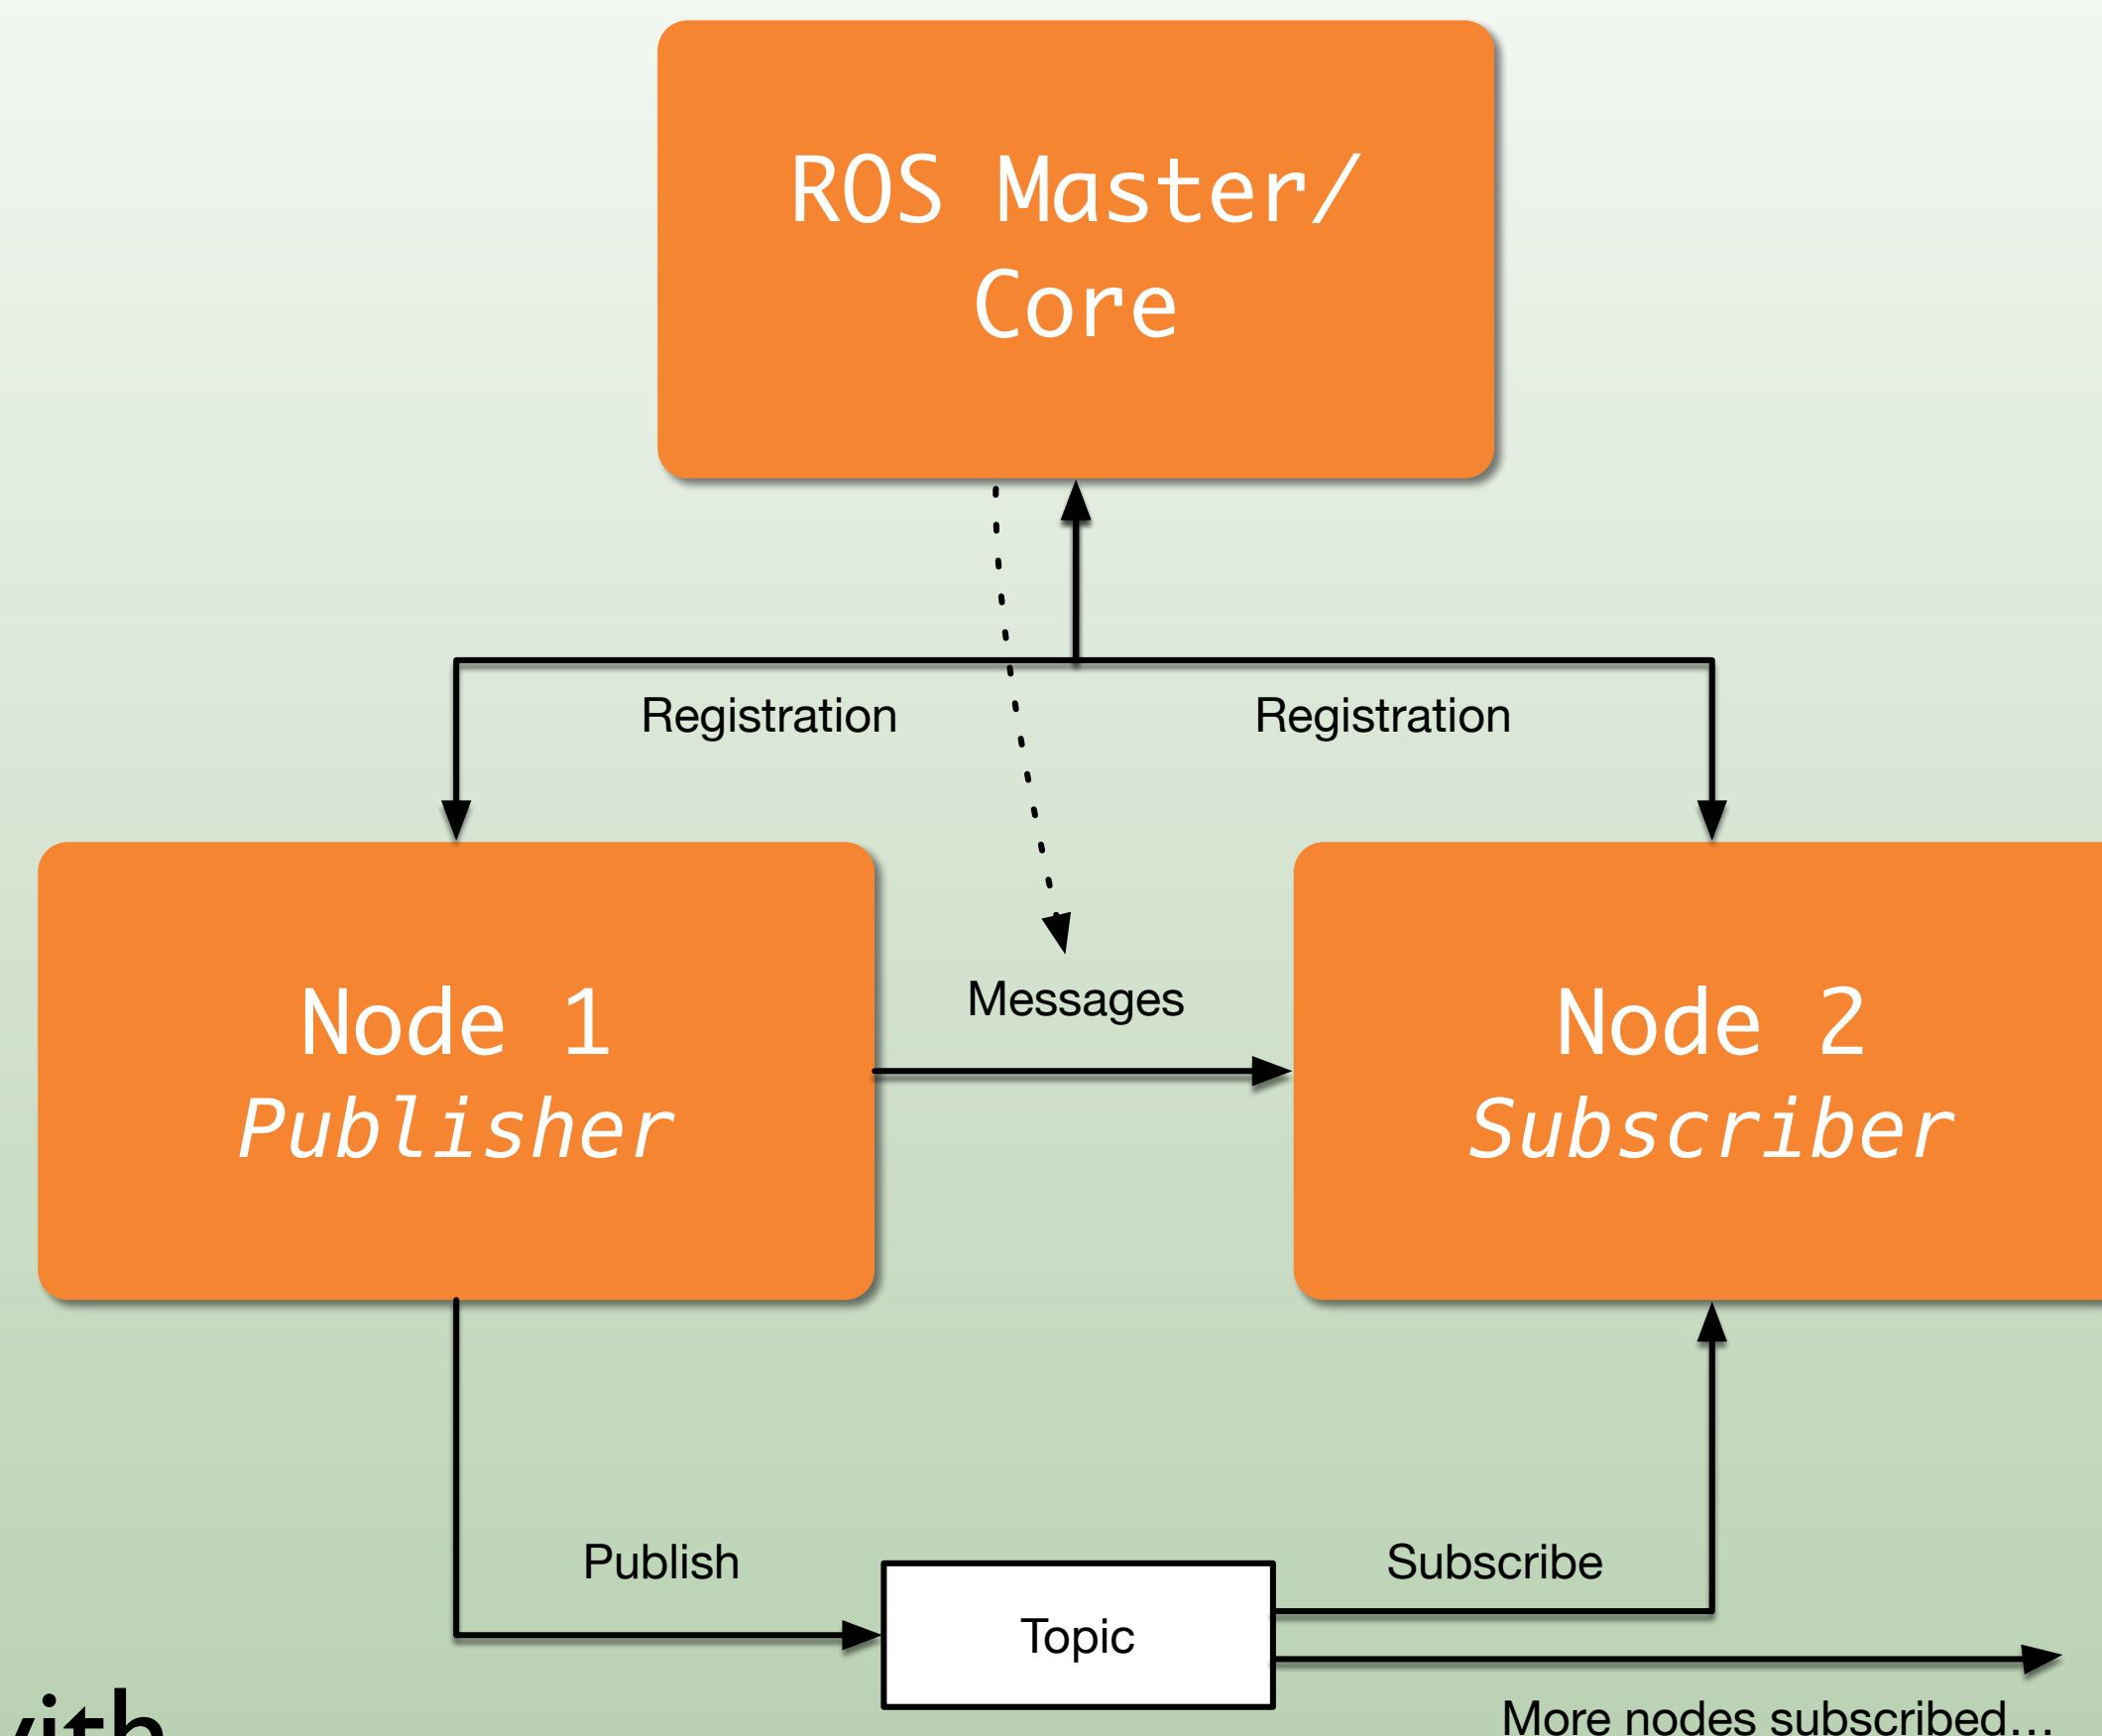 ROS Master/
Core
Registration
Registration
Messages
Node 1
Publisher
Node 2
Subscriber
Publish
Subscribe
Topic
More nodes subscribed...